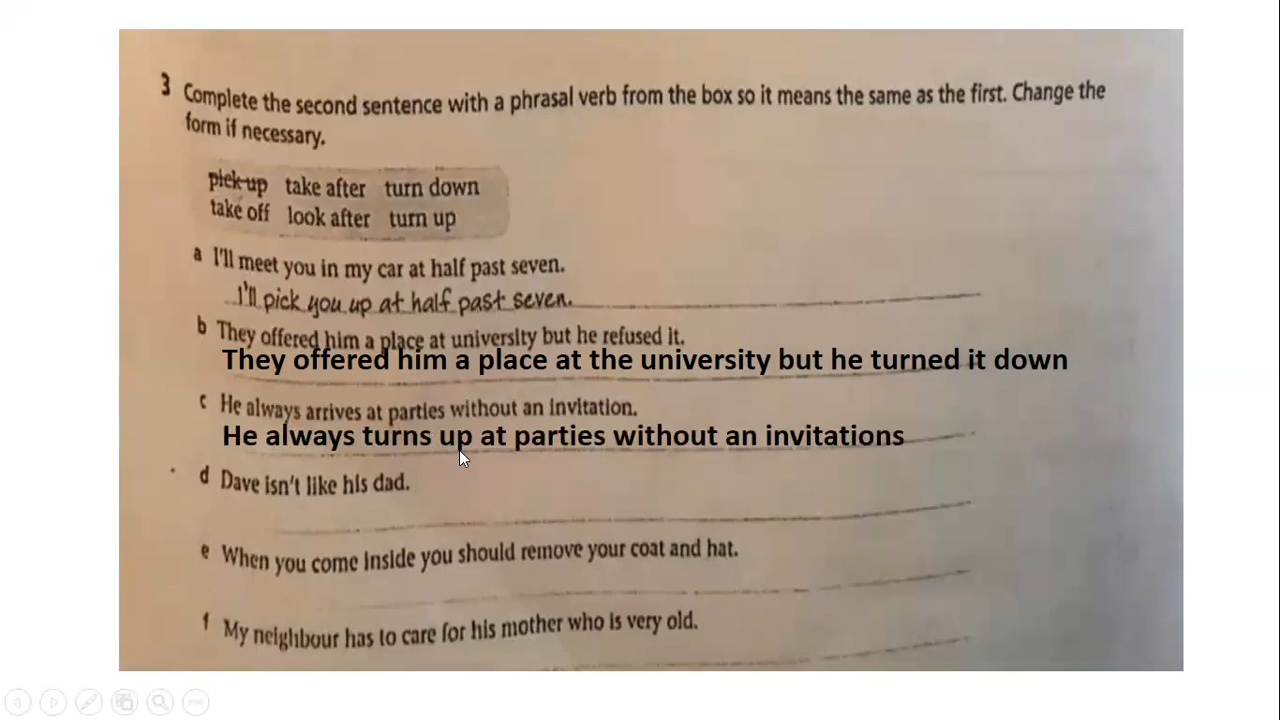 3 Complete the second sentence with a phrasal verb from the box so it means the same as the first. Change the
form if necessary.
pick up take after turn down
take off look after turn up
a I'll meet you in my car at half past seven.
I'll pick you up at half past seven.
b They offered him a place at university but he refused it.
They offered him a place at the university but he turned it down
c He always arrives at parties without an invitation.
He always turns up at parties without an invitations
d Dave isn't like his dad.
e When you come inside you should remove your coat and hat.
f My neighbour has to care for his mother who is very old.